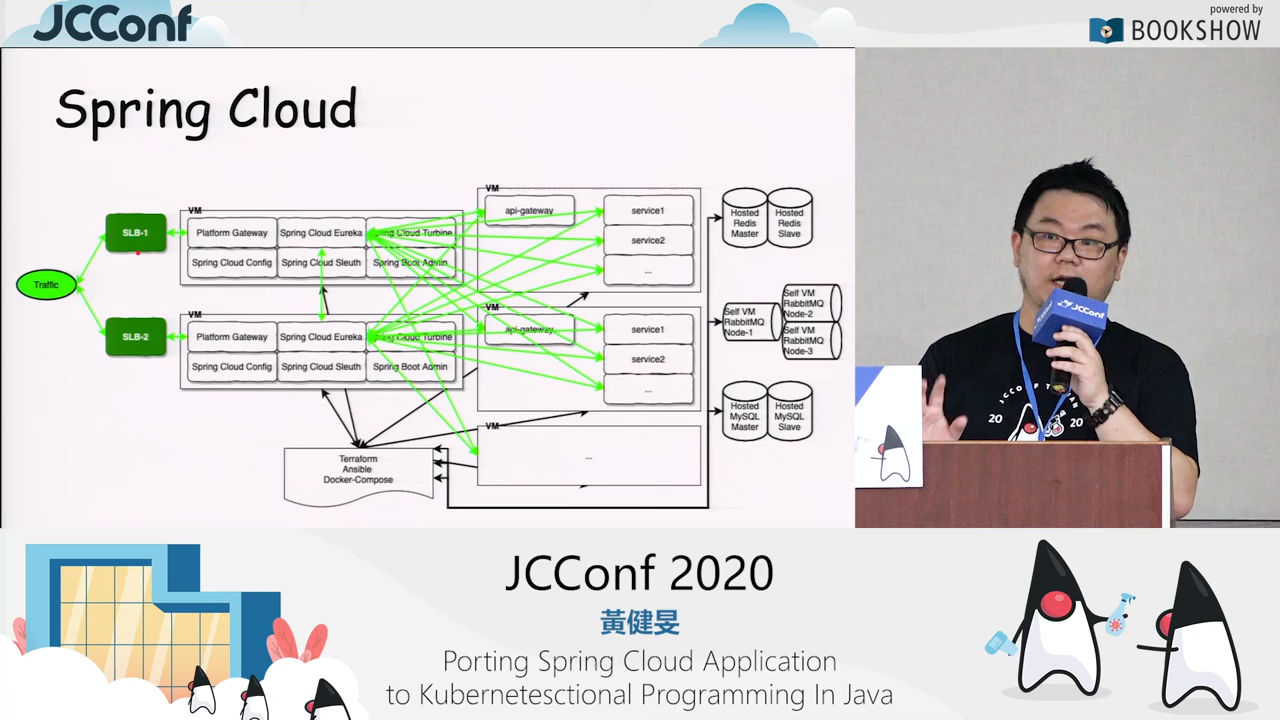 JCConf
powered by
BOOKSHOW
Spring Cloud
Traffic
SLB-1
SLB-2
VM
Platform Gateway
Spring Cloud Eureka
Spring Cloud Turbine
Spring Cloud Config
Spring Cloud Sleuth
Spring Boot Admin
VM
Platform Gateway
Spring Cloud Eureka
Spring Cloud Turbine
Spring Cloud Config
Spring Cloud Sleuth
Spring Boot Admin
VM
api-gateway
service1
service2
...
VM
api-gateway
service1
service2
...
VM
...
Terraform
Ansible
Docker-Compose
Hosted
Redis
Master
Hosted
Redis
Slave
Self VM
RabbitMQ
Node-1
Self VM
RabbitMQ
Node-2
Self VM
RabbitMQ
Node-3
Hosted
MySQL
Master
Hosted
MySQL
Slave
JCConf
20
20
JCConf 2020
黃健旻
Porting Spring Cloud Application
to Kubernetesctional Programming In Java